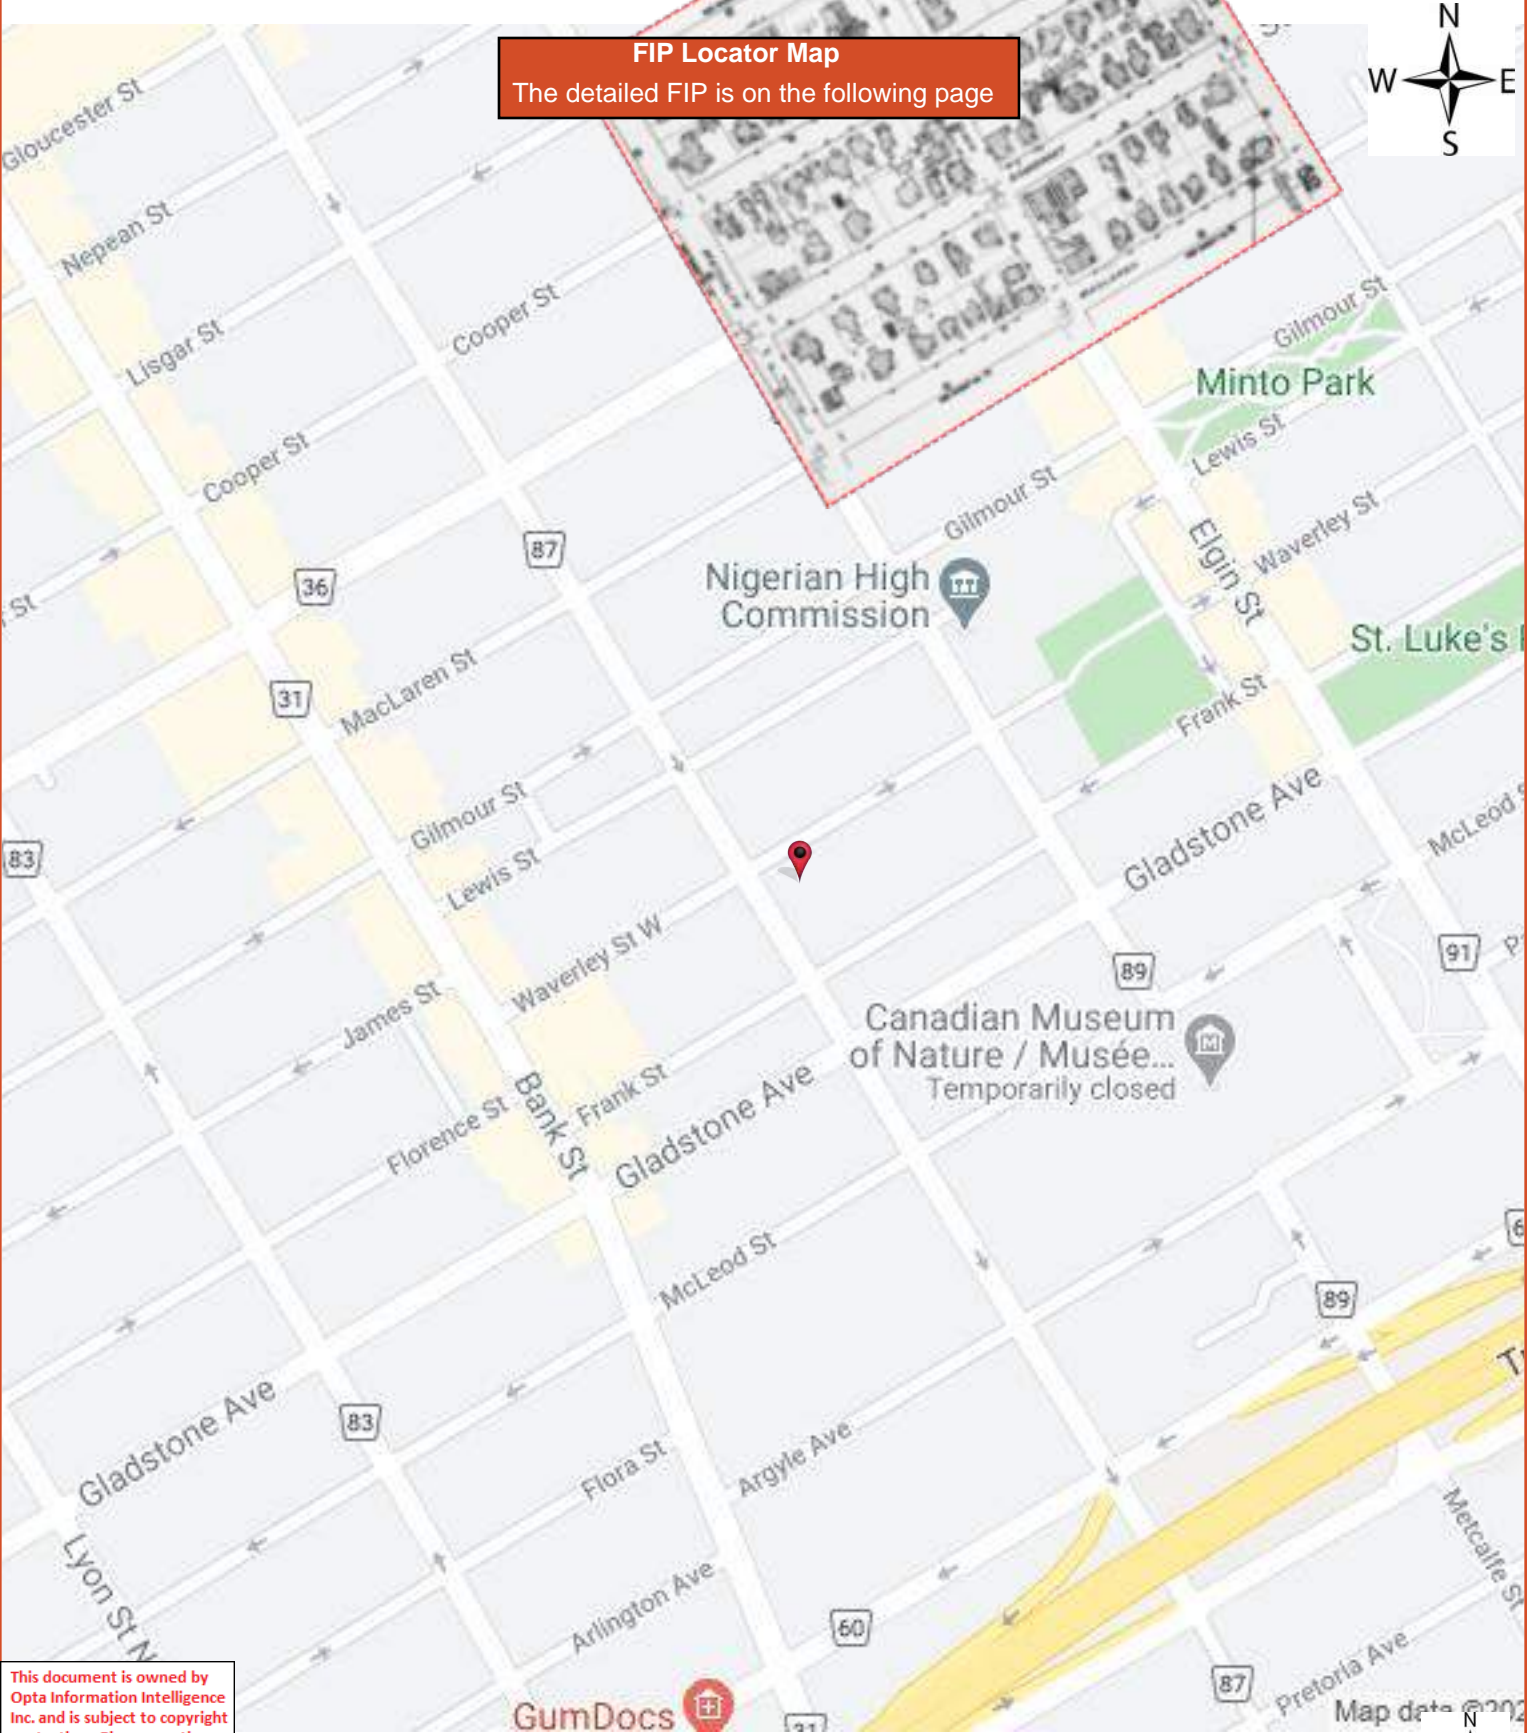 N
W E
S
FIP Locator Map
The detailed FIP is on the following page
Gloucester St
Nepean St
Lisgar St
Cooper St
Cooper St
Gilmour St
Minto Park
Lewis St
Gilmour St
Waverley St
Elgin St
87
36
St
Nigerian High
Commission
St. Luke's
31
MacLaren St
Frank St
Gilmour St
Gladstone Ave
McLeod
83
Lewis St
Waverley St W
89
91
James St
Canadian Museum
of Nature / Musée...
Temporarily closed
Bank St
Frank St
Florence St
Gladstone Ave
McLeod St
89
Gladstone Ave
83
Flora St
Argyle Ave
Metcalfe St
Lyon St N
Arlington Ave
60
87
Pretoria Ave
This document is owned by
Opta Information Intelligence
Inc. and is subject to copyright
GumDocs
31
Map data ©202
N